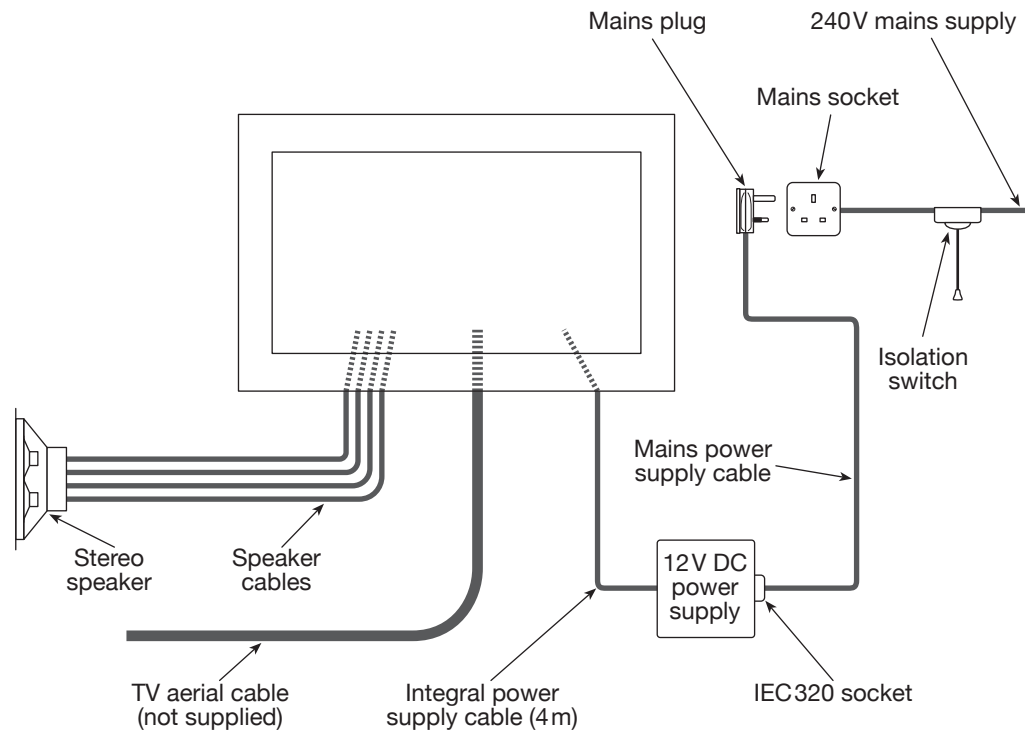 Mains plug
240V mains supply
Mains socket
Isolation
switch
Mains power
supply cable
Stereo
speaker
Speaker
cables
12V DC
power
supply
TV aerial cable
(not supplied)
Integral power
supply cable (4m)
IEC320 socket